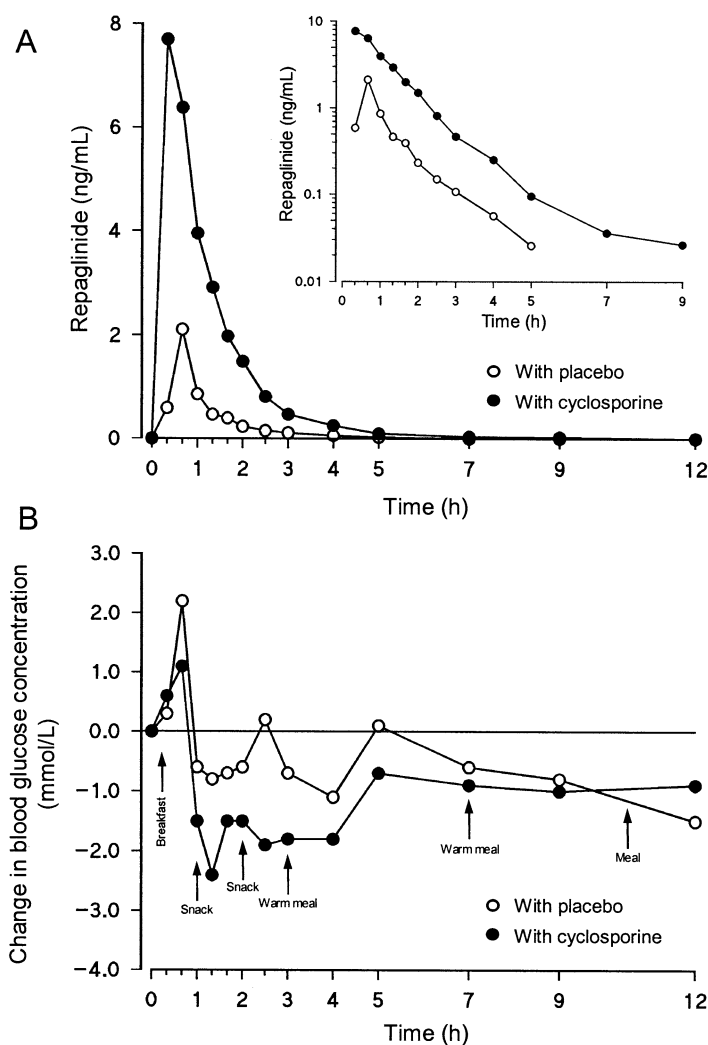 A
Repaglinide (ng/mL)
8
6
4
2
0
0 1 2 3 4 5 7 9 12
Time (h)
Repaglinide (ng/mL)
10
1
0.1
0.01
0 1 2 3 4 5 7 9
Time (h)
With placebo
With cyclosporine
B
Change in blood glucose concentration
(mmol/L)
3.0
2.0
1.0
0.0
−1.0
−2.0
−3.0
−4.0
Breakfast
Snack
Snack
Warm meal
Warm meal
Meal
With placebo
With cyclosporine
0 1 2 3 4 5 7 9 12
Time (h)